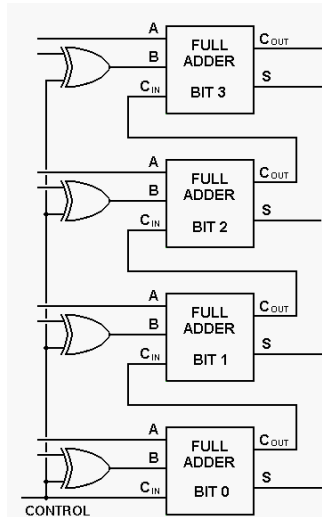 A
B
C IN
FULL
ADDER
BIT 3
C OUT
S
A
B
C IN
FULL
ADDER
BIT 2
C OUT
S
A
B
C IN
FULL
ADDER
BIT 1
C OUT
S
A
B
C IN
FULL
ADDER
BIT 0
C OUT
S
CONTROL